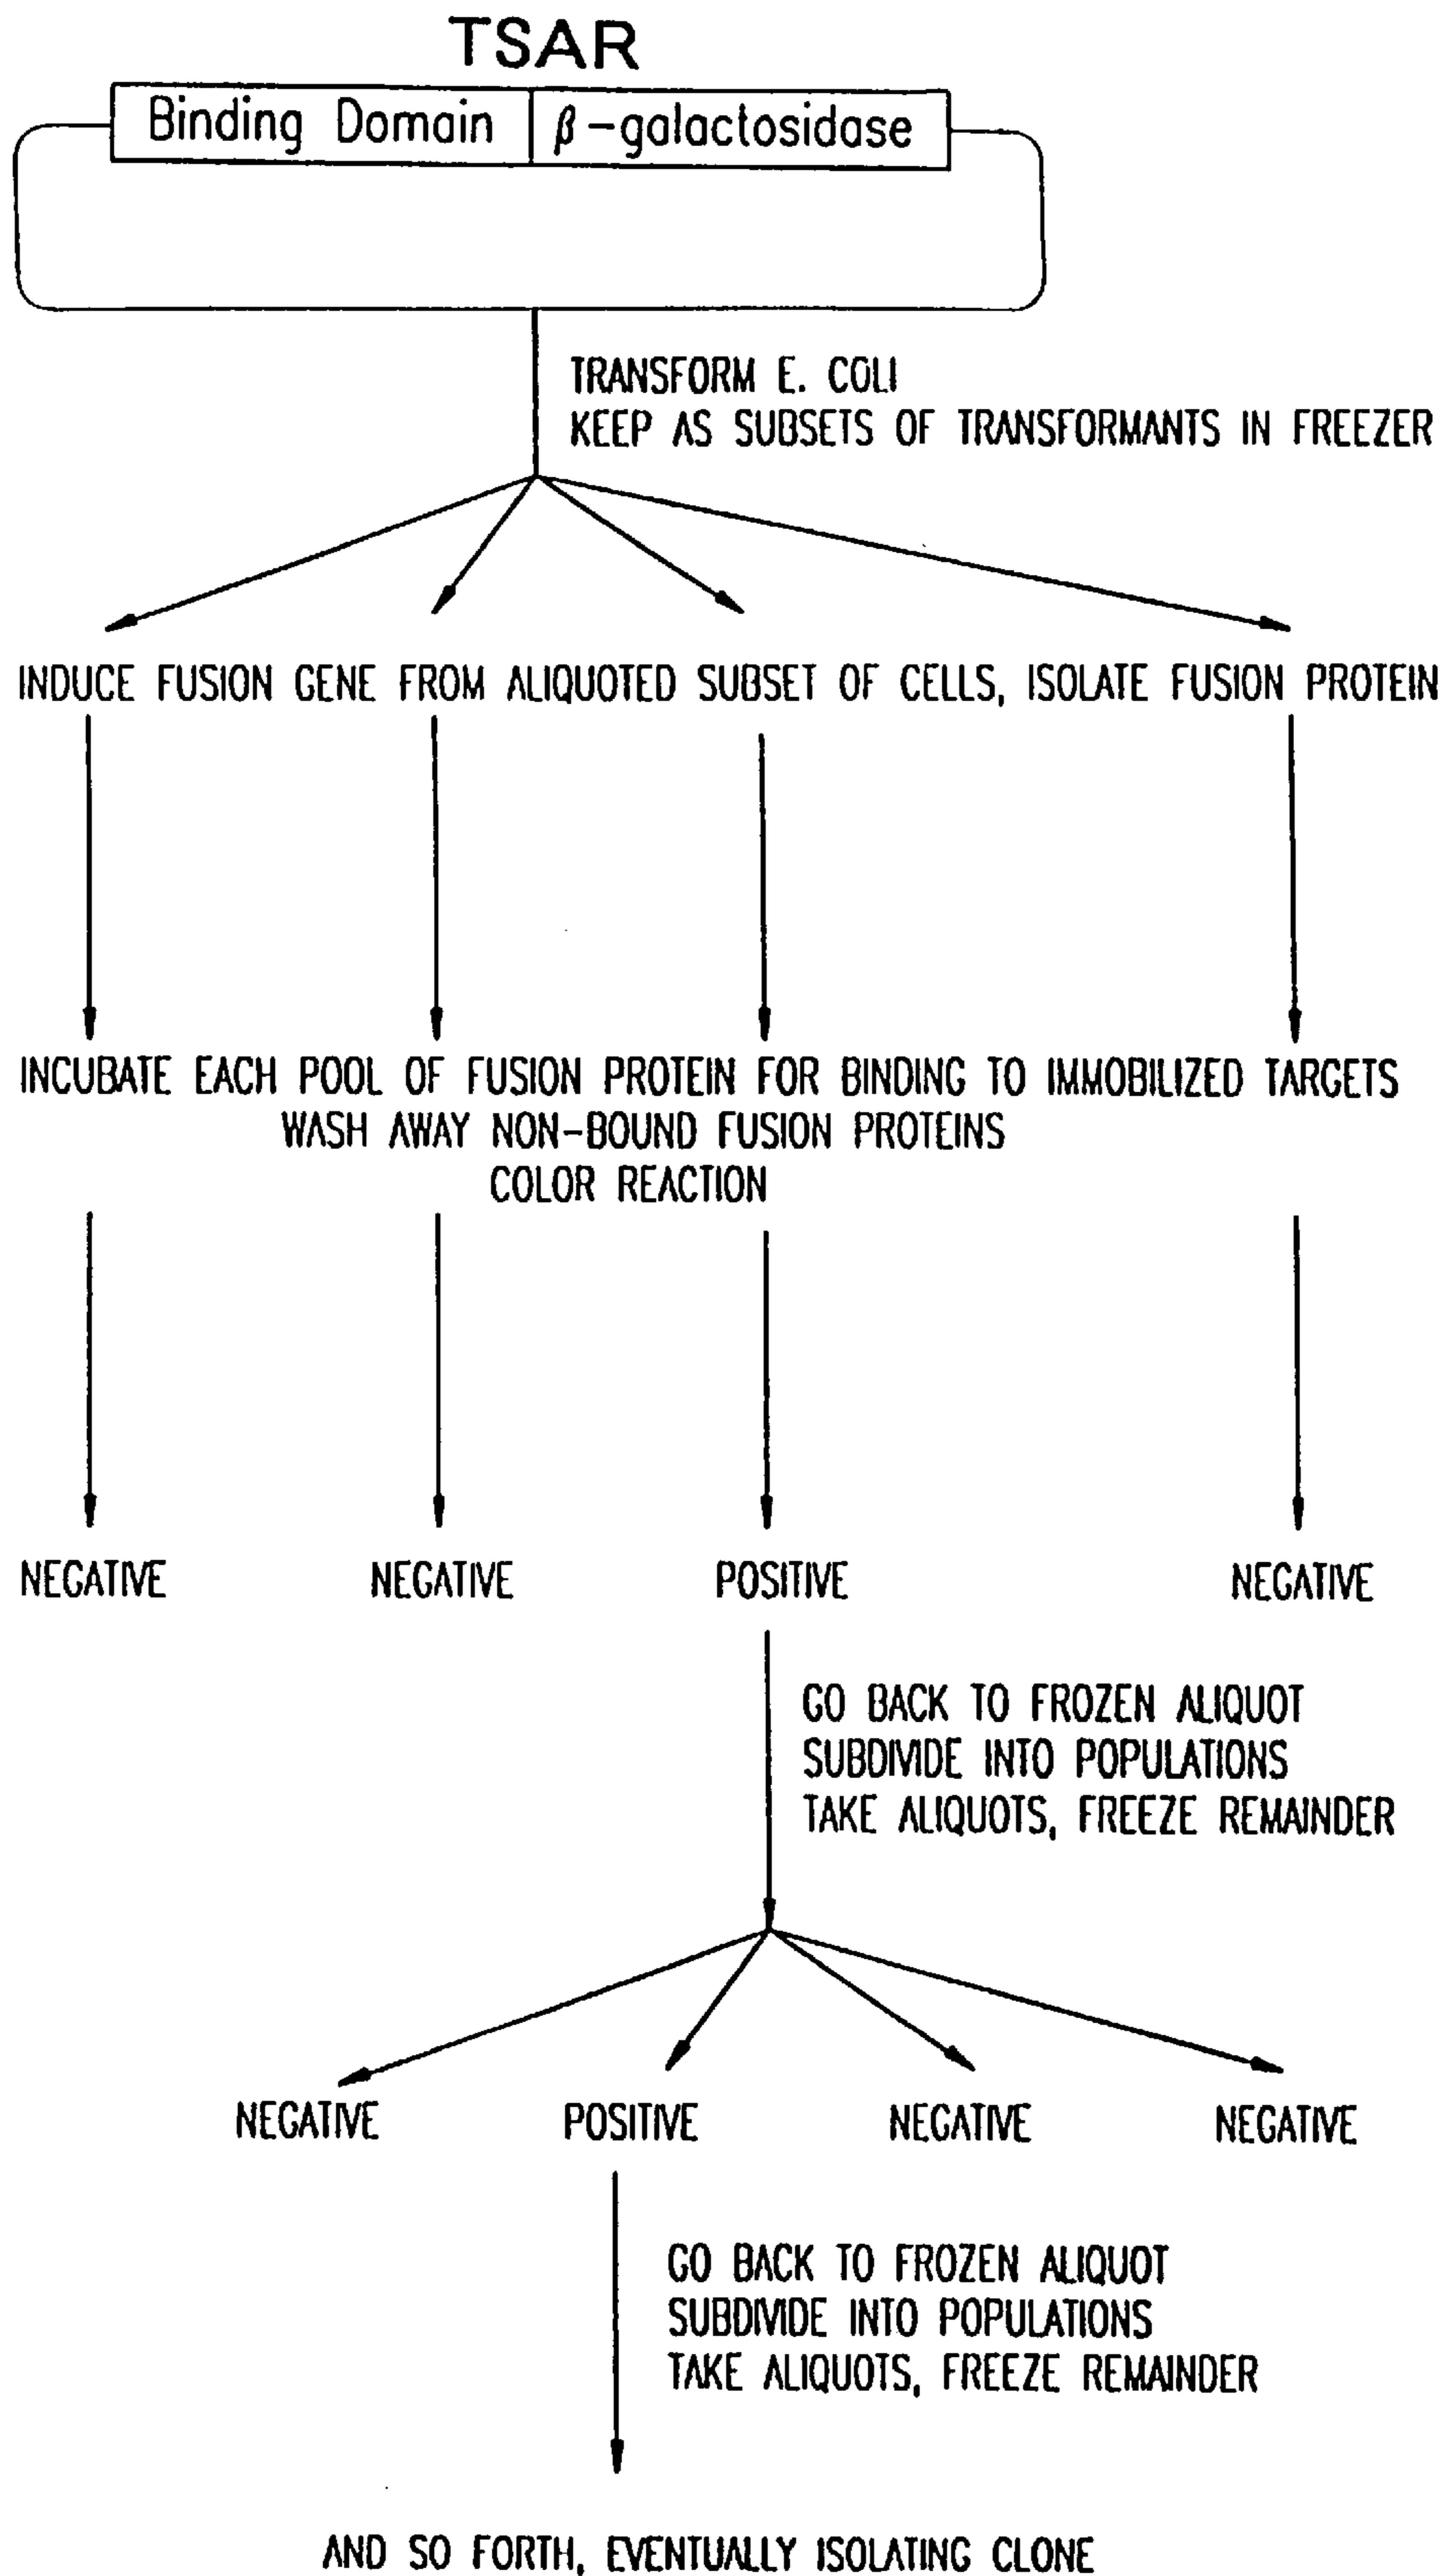 TSAR
Binding Domain
β-galactosidase
TRANSFORM E. COLI
KEEP AS SUBSETS OF TRANSFORMANTS IN FREEZER
INDUCE FUSION GENE FROM ALIQUOTED SUBSET OF CELLS, ISOLATE FUSION PROTEIN
INCUBATE EACH POOL OF FUSION PROTEIN FOR BINDING TO IMMOBILIZED TARGETS
WASH AWAY NON-BOUND FUSION PROTEINS
COLOR REACTION
NEGATIVE
NEGATIVE
POSITIVE
NEGATIVE
GO BACK TO FROZEN ALIQUOT
SUBDIVIDE INTO POPULATIONS
TAKE ALIQUOTS, FREEZE REMAINDER
NEGATIVE
POSITIVE
NEGATIVE
NEGATIVE
GO BACK TO FROZEN ALIQUOT
SUBDIVIDE INTO POPULATIONS
TAKE ALIQUOTS, FREEZE REMAINDER
AND SO FORTH, EVENTUALLY ISOLATING CLONE